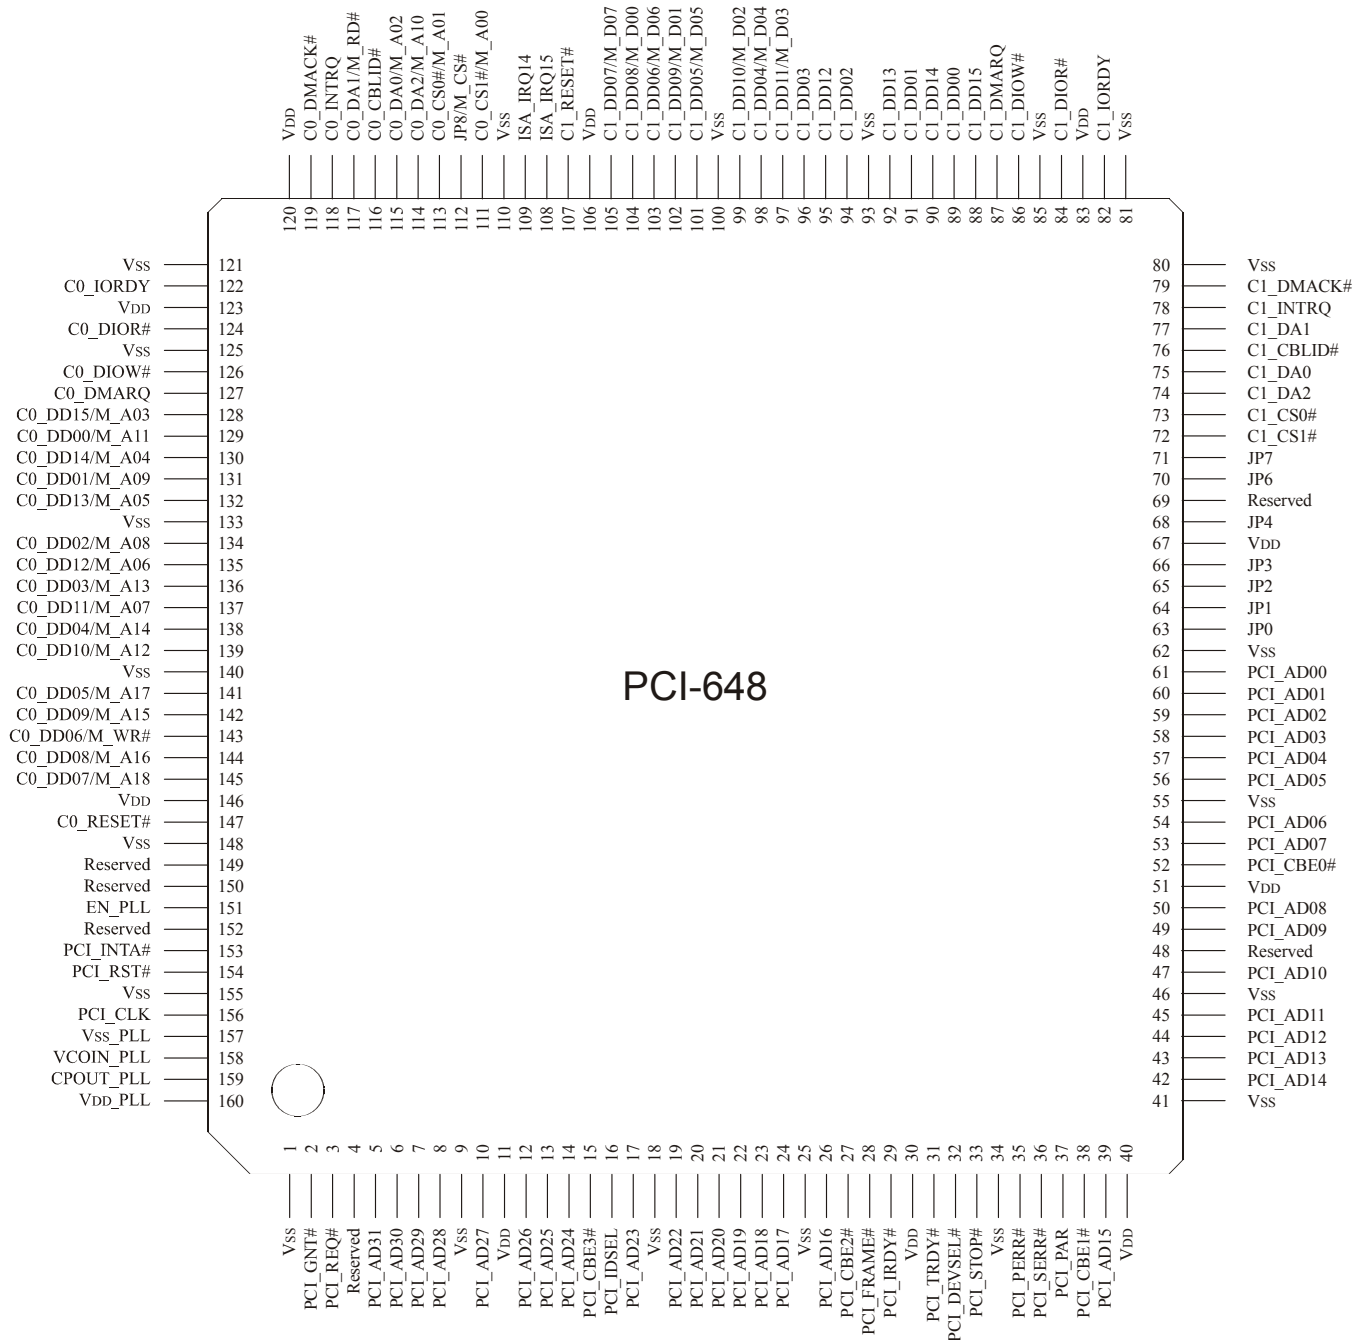 VDD
C0_DMACK#
C0_INTRQ
C0_DA1/M_RD#
C0_CBLID#
C0_DA0/M_A02
C0_DA2/M_A10
C0_CS0#/M_A01
JP8/M_CS#
C0_CS1#/M_A00
Vss
ISA_IRQ14
ISA_IRQ15
C1_RESET#
VDD
C1_DD07/M_D07
C1_DD08/M_D00
C1_DD06/M_D06
C1_DD09/M_D01
C1_DD05/M_D05
Vss
C1_DD10/M_D02
C1_DD04/M_D04
C1_DD11/M_D03
C1_DD03
C1_DD12
C1_DD02
Vss
C1_DD13
C1_DD01
C1_DD14
C1_DD00
C1_DD15
C1_DMARQ
C1_DIOW#
Vss
C1_DIOR#
VDD
C1_IORDY
Vss
120
119
118
117
116
115
114
113
112
111
110
109
108
107
106
105
104
103
102
101
100
99
98
97
96
95
94
93
92
91
90
89
88
87
86
85
84
83
82
81
Vss 121
C0_IORDY 122
VDD 123
C0_DIOR# 124
Vss 125
C0_DIOW# 126
C0_DMARQ 127
C0_DD15/M_A03 128
C0_DD00/M_A11 129
C0_DD14/M_A04 130
C0_DD01/M_A09 131
C0_DD13/M_A05 132
Vss 133
C0_DD02/M_A08 134
C0_DD12/M_A06 135
C0_DD03/M_A13 136
C0_DD11/M_A07 137
C0_DD04/M_A14 138
C0_DD10/M_A12 139
Vss 140
C0_DD05/M_A17 141
C0_DD09/M_A15 142
C0_DD06/M_WR# 143
C0_DD08/M_A16 144
C0_DD07/M_A18 145
VDD 146
C0_RESET# 147
Vss 148
Reserved 149
Reserved 150
EN_PLL 151
Reserved 152
PCI_INTA# 153
PCI_RST# 154
Vss 155
PCI_CLK 156
Vss_PLL 157
VCOIN_PLL 158
CPOUT_PLL 159
VDD_PLL 160
PCI-648
80 Vss
79 C1_DMACK#
78 C1_INTRQ
77 C1_DA1
76 C1_CBLID#
75 C1_DA0
74 C1_DA2
73 C1_CS0#
72 C1_CS1#
71 JP7
70 JP6
69 Reserved
68 JP4
67 VDD
66 JP3
65 JP2
64 JP1
63 JP0
62 Vss
61 PCI_AD00
60 PCI_AD01
59 PCI_AD02
58 PCI_AD03
57 PCI_AD04
56 PCI_AD05
55 Vss
54 PCI_AD06
53 PCI_AD07
52 PCI_CBE0#
51 VDD
50 PCI_AD08
49 PCI_AD09
48 Reserved
47 PCI_AD10
46 Vss
45 PCI_AD11
44 PCI_AD12
43 PCI_AD13
42 PCI_AD14
41 Vss
1
2
3
4
5
6
7
8
9
10
11
12
13
14
15
16
17
18
19
20
21
22
23
24
25
26
27
28
29
30
31
32
33
34
35
36
37
38
39
40
Vss
PCI_GNT#
PCI_REQ#
Reserved
PCI_AD31
PCI_AD30
PCI_AD29
PCI_AD28
Vss
PCI_AD27
VDD
PCI_AD26
PCI_AD25
PCI_AD24
PCI_CBE3#
PCI_IDSEL
PCI_AD23
Vss
PCI_AD22
PCI_AD21
PCI_AD20
PCI_AD19
PCI_AD18
PCI_AD17
Vss
PCI_AD16
PCI_CBE2#
PCI_FRAME#
PCI_IRDY#
VDD
PCI_TRDY#
PCI_DEVSEL#
PCI_STOP#
Vss
PCI_PERR#
PCI_SERR#
PCI_PAR
PCI_CBE1#
PCI_AD15
VDD